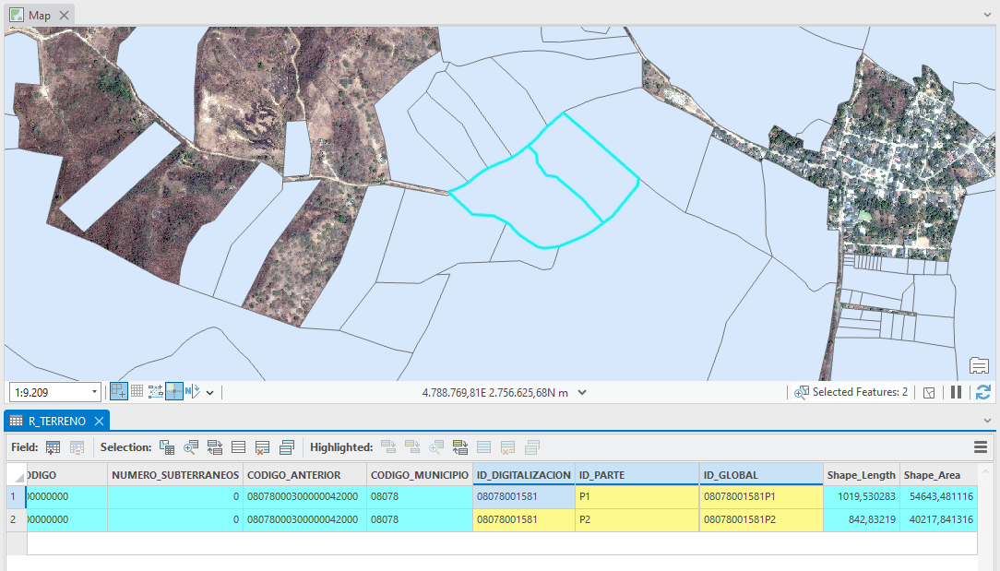 Map
1:9.209
4.788.769,81E 2.756.625,68N m
Selected Features: 2
R_TERRENO
Field:
Selection:
Highlighted:
ODIGO NUMERO_SUBTERRANEOS CODIGO_ANTERIOR CODIGO_MUNICIPIO ID_DIGITALIZACION ID_PARTE ID_GLOBAL Shape_Length Shape_Area
1 00000000 0 08078000300000042000 08078 08078001581 P1 08078001581P1 1019,530283 54643,481116
2 00000000 0 08078000300000042000 08078 08078001581 P2 08078001581P2 842,83219 40217,841316